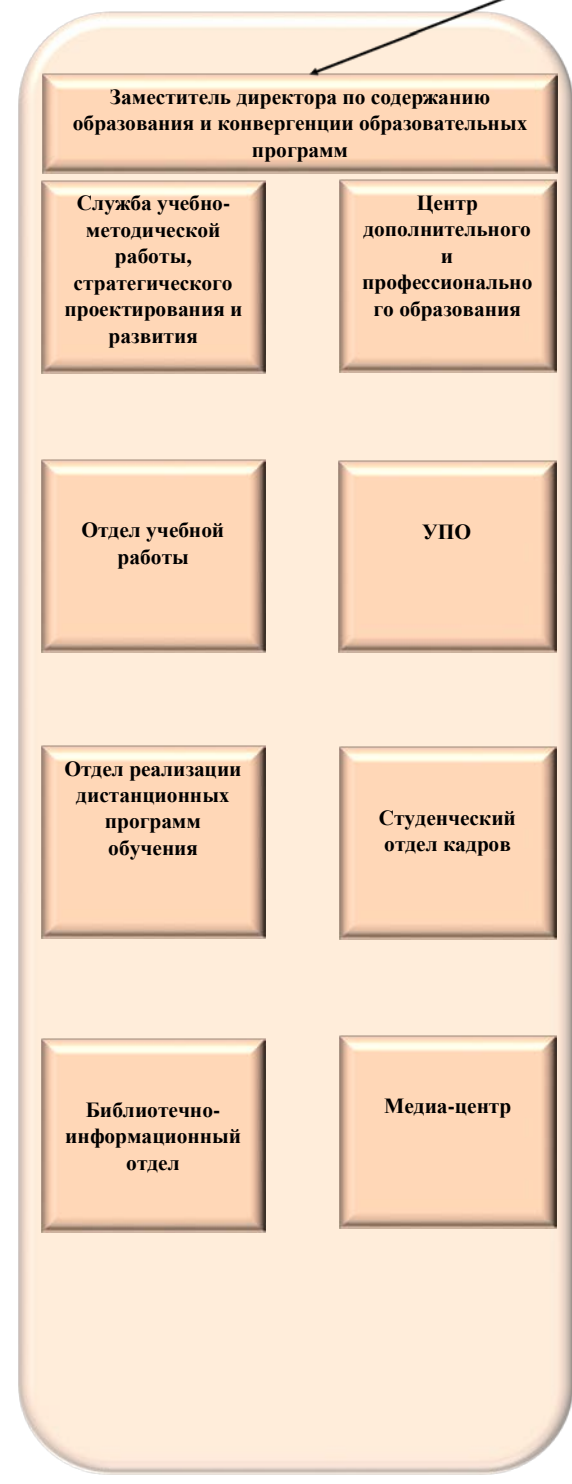 Заместитель директора по содержанию
образования и конвергенции образовательных
программ
Служба учебно-
методической
работы,
стратегического
проектирования и
развития
Центр
дополнительного
и
профессионально
го образования
Отдел учебной
работы
УПО
Отдел реализации
дистанционных
программ
обучения
Студенческий
отдел кадров
Библиотечно-
информационный
отдел
Медиа-центр